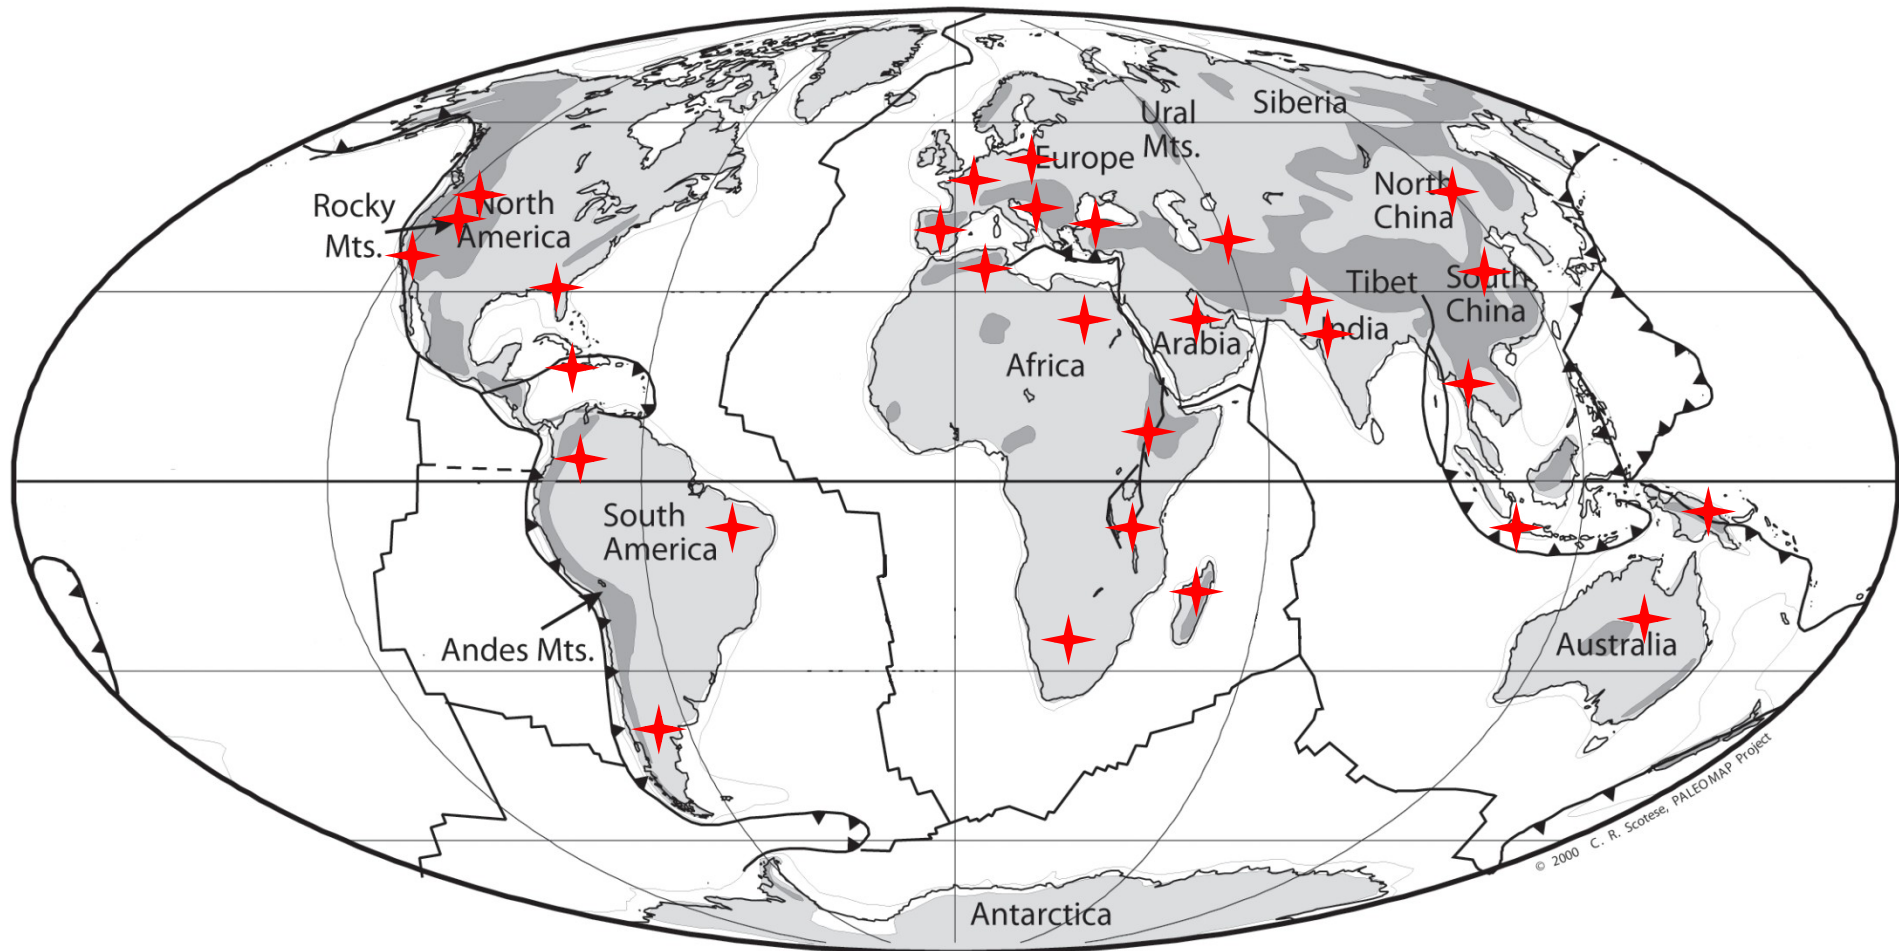 Siberia
Ural
Mts.
Europe
Rocky
Mts.
North
America
North
China
Tibet
South
China
India
Arabia
Africa
South
America
Andes Mts.
Australia
© 2000 C. R. Scotese, PALEOMAP Project
Antarctica